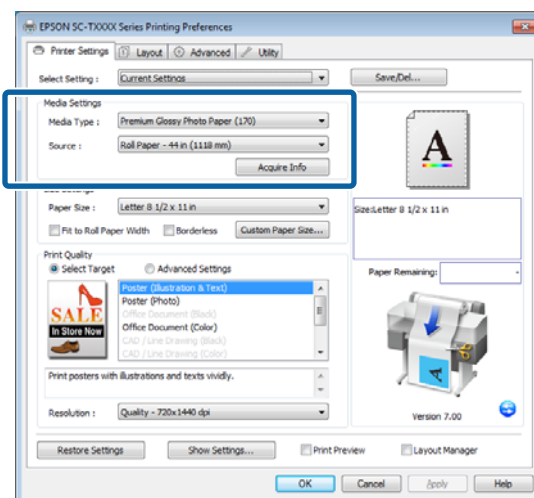 EPSON SC-TXXXX Series Printing Preferences
Printer Settings Layout Advanced Utility
Select Setting : Current Settings Save/Del...
Media Settings
Media Type : Premium Glossy Photo Paper (170)
Source : Roll Paper - 44 in (1118 mm)
Acquire Info
A
Paper Size : Letter 8 1/2 x 11 in
Size:Letter 8 1/2 x 11 in
Fit to Roll Paper Width Borderless Custom Paper Size...
Print Quality
Select Target Advanced Settings
Paper Remaining:
SALE
In Store Now
Poster (Illustration & Text)
Poster (Photo)
Office Document (Black)
Office Document (Color)
CAD / Line Drawing (Black)
CAD / Line Drawing (Color)
A
Print posters with illustrations and texts vividly.
Resolution : Quality - 720x1440 dpi
Version 7.00
Restore Settings Show Settings... Print Preview Layout Manager
OK Cancel Apply Help